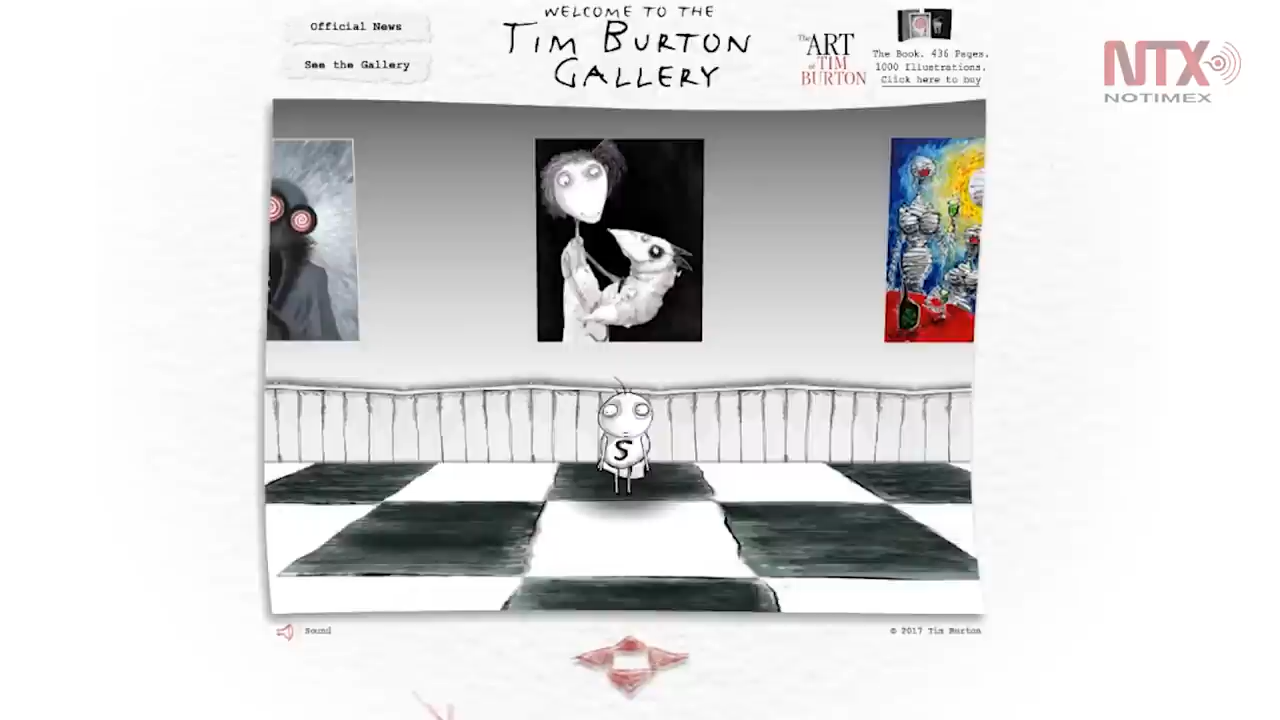 Official News
See the Gallery
WELCOME TO THE
TIM BURTON
GALLERY
The ART
of TIM
BURTON
The Book. 436 Pages.
1000 Illustrations.
Click here to buy
NTX
NOTIMEX
S
Sound
© 2017 Tim Burton